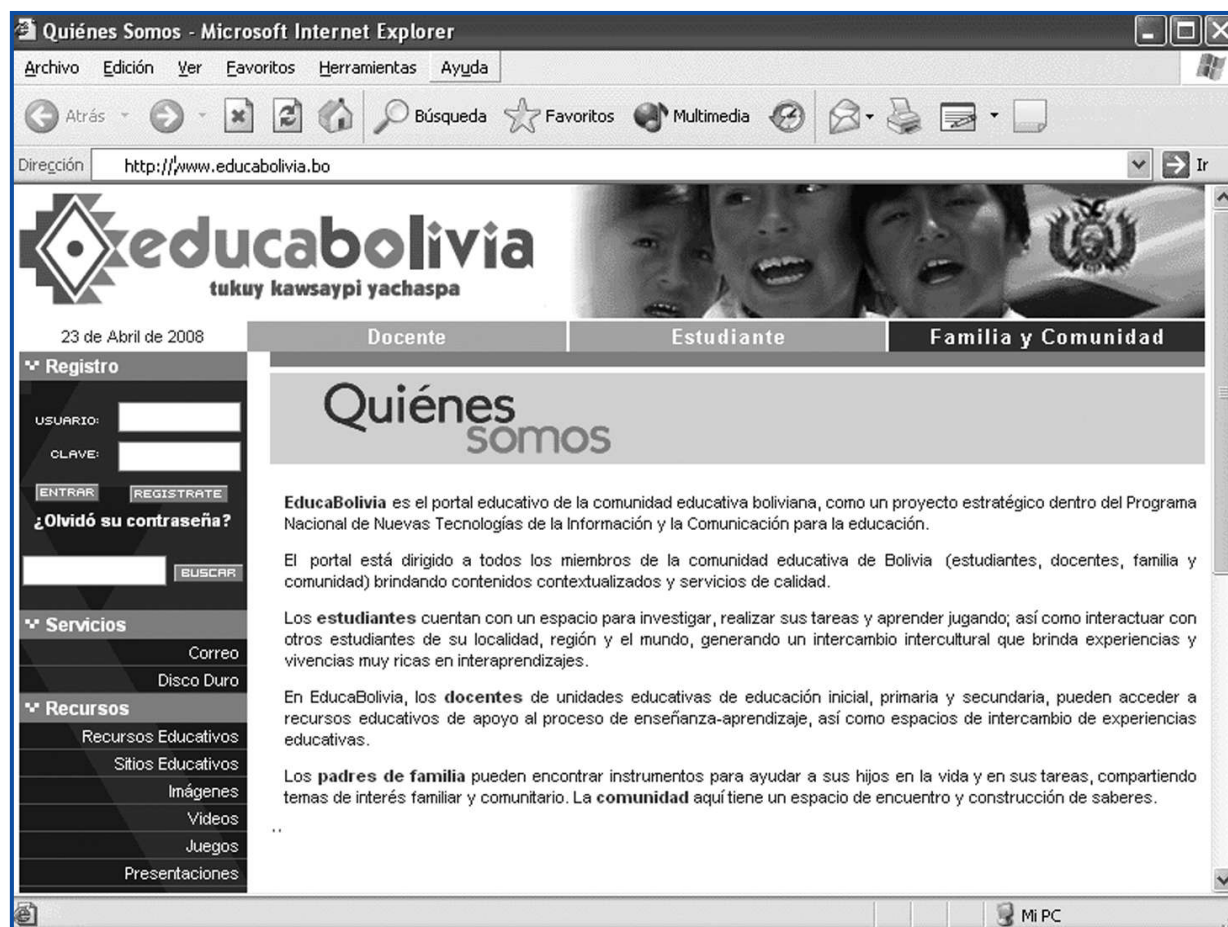 Quiénes Somos - Microsoft Internet Explorer
Archivo Edición Ver Favoritos Herramientas Ayuda
Atrás Búsqueda Favoritos Multimedia
Dirección http://www.educabolivia.bo Ir
educabolivia
tukuy kawsaypi yachaspa
23 de Abril de 2008 Docente Estudiante Familia y Comunidad
Registro
USUARIO:
CLAVE:
ENTRAR REGISTRATE
¿Olvidó su contraseña?
BUSCAR
Servicios
Correo
Disco Duro
Recursos
Recursos Educativos
Sitios Educativos
Imágenes
Videos
Juegos
Presentaciones
Quiénes
somos
EducaBolivia es el portal educativo de la comunidad educativa boliviana, como un proyecto estratégico dentro del Programa
Nacional de Nuevas Tecnologías de la Información y la Comunicación para la educación.
El portal está dirigido a todos los miembros de la comunidad educativa de Bolivia (estudiantes, docentes, familia y
comunidad) brindando contenidos contextualizados y servicios de calidad.
Los estudiantes cuentan con un espacio para investigar, realizar sus tareas y aprender jugando; así como interactuar con
otros estudiantes de su localidad, región y el mundo, generando un intercambio intercultural que brinda experiencias y
vivencias muy ricas en interaprendizajes.
En EducaBolivia, los docentes de unidades educativas de educación inicial, primaria y secundaria, pueden acceder a
recursos educativos de apoyo al proceso de enseñanza-aprendizaje, así como espacios de intercambio de experiencias
educativas.
Los padres de familia pueden encontrar instrumentos para ayudar a sus hijos en la vida y en sus tareas, compartiendo
temas de interés familiar y comunitario. La comunidad aquí tiene un espacio de encuentro y construcción de saberes.
..
Mi PC